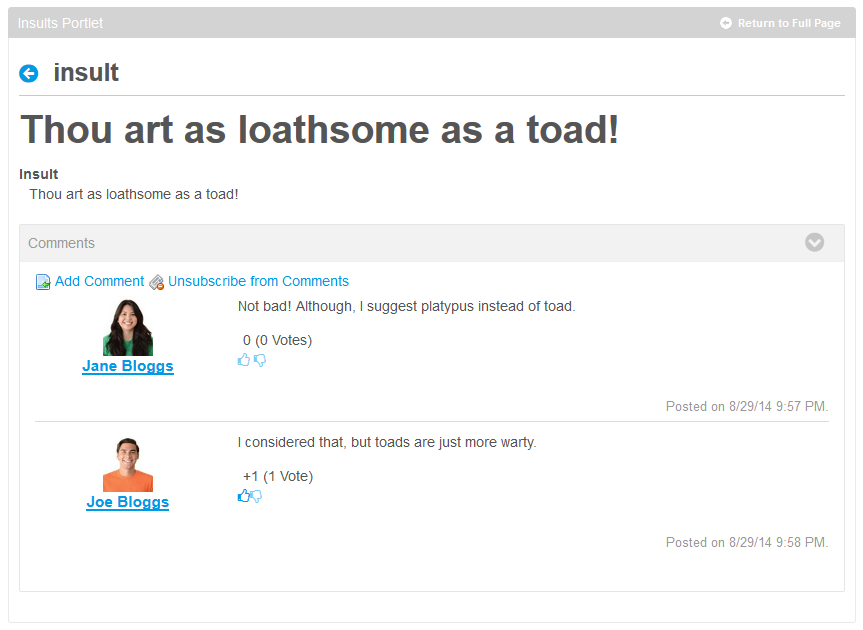 Insults Portlet
Return to Full Page
insult
Thou art as loathsome as a toad!
Insult
Thou art as loathsome as a toad!
Comments
Add Comment Unsubscribe from Comments
Not bad! Although, I suggest platypus instead of toad.
0 (0 Votes)
Jane Bloggs
Posted on 8/29/14 9:57 PM.
I considered that, but toads are just more warty.
+1 (1 Vote)
Joe Bloggs
Posted on 8/29/14 9:58 PM.